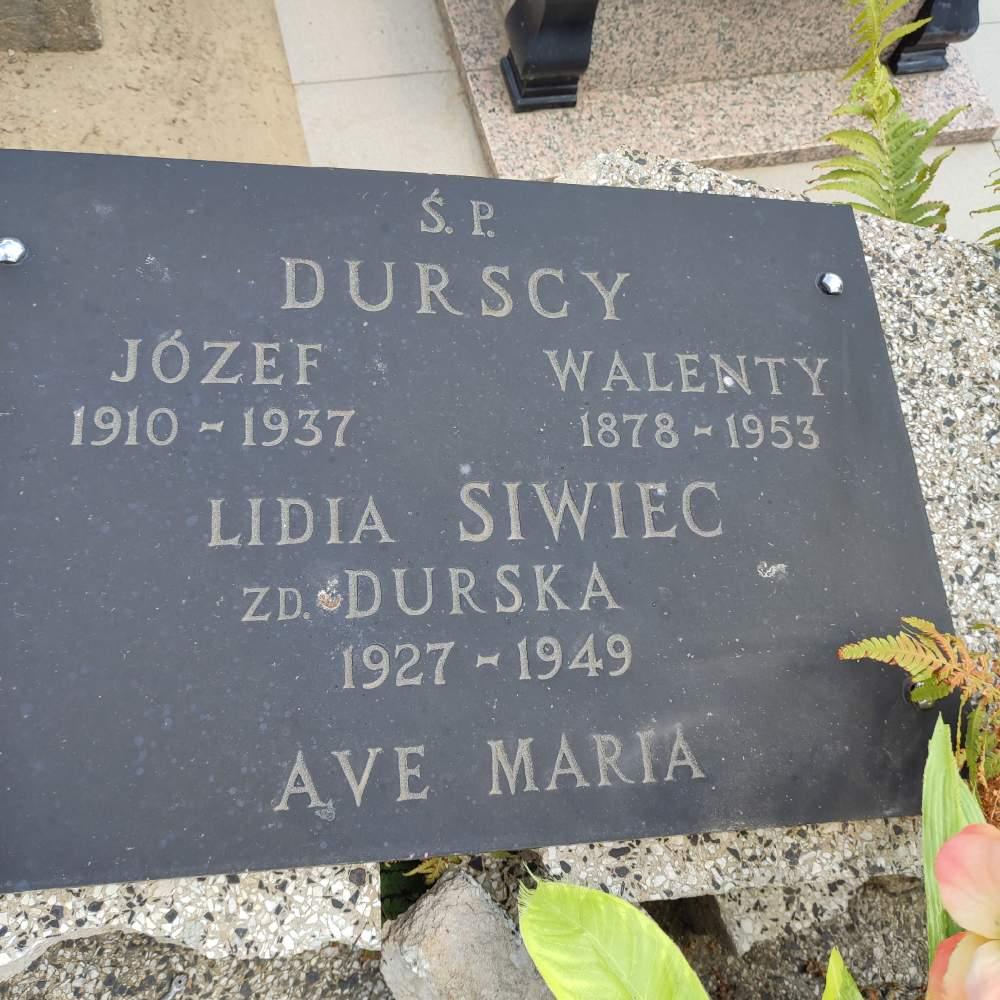 Ś.P.
DURSCY
JÓZEF WALENTY
1910 - 1937 1878 - 1953
LIDIA SIWIEC
ZD. DURSKA
1927 - 1949
AVE MARIA